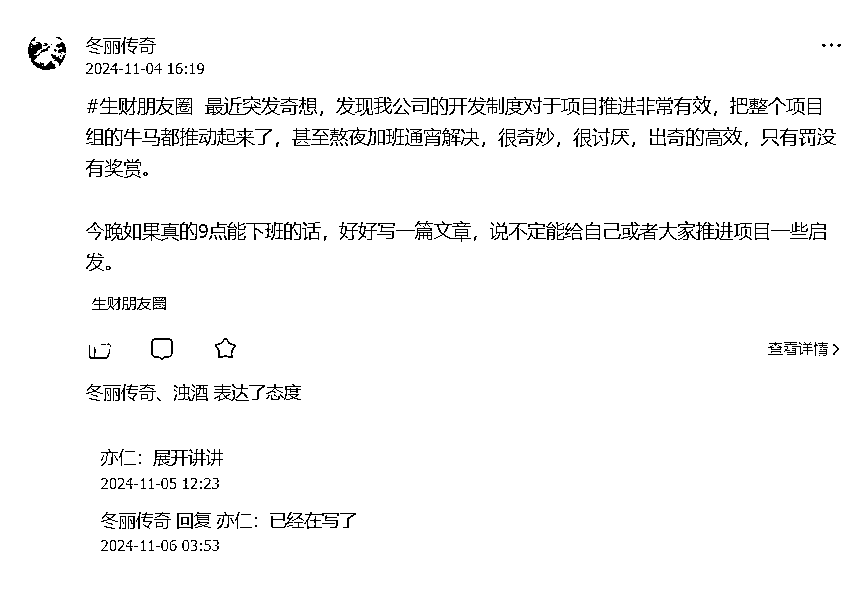 冬丽传奇
2024-11-04 16:19
#生财朋友圈 最近突发奇想，发现我公司的开发制度对于项目推进非常有效，把整个项目
组的牛马都推动起来了，甚至熬夜加班通宵解决，很奇妙，很讨厌，出奇的高效，只有罚没
有奖赏。
今晚如果真的9点能下班的话，好好写一篇文章，说不定能给自己或者大家推进项目一些启
发。
生财朋友圈
查看详情
冬丽传奇、浊酒 表达了态度
亦仁：展开讲讲
2024-11-05 12:23
冬丽传奇 回复 亦仁：已经在写了
2024-11-06 03:53